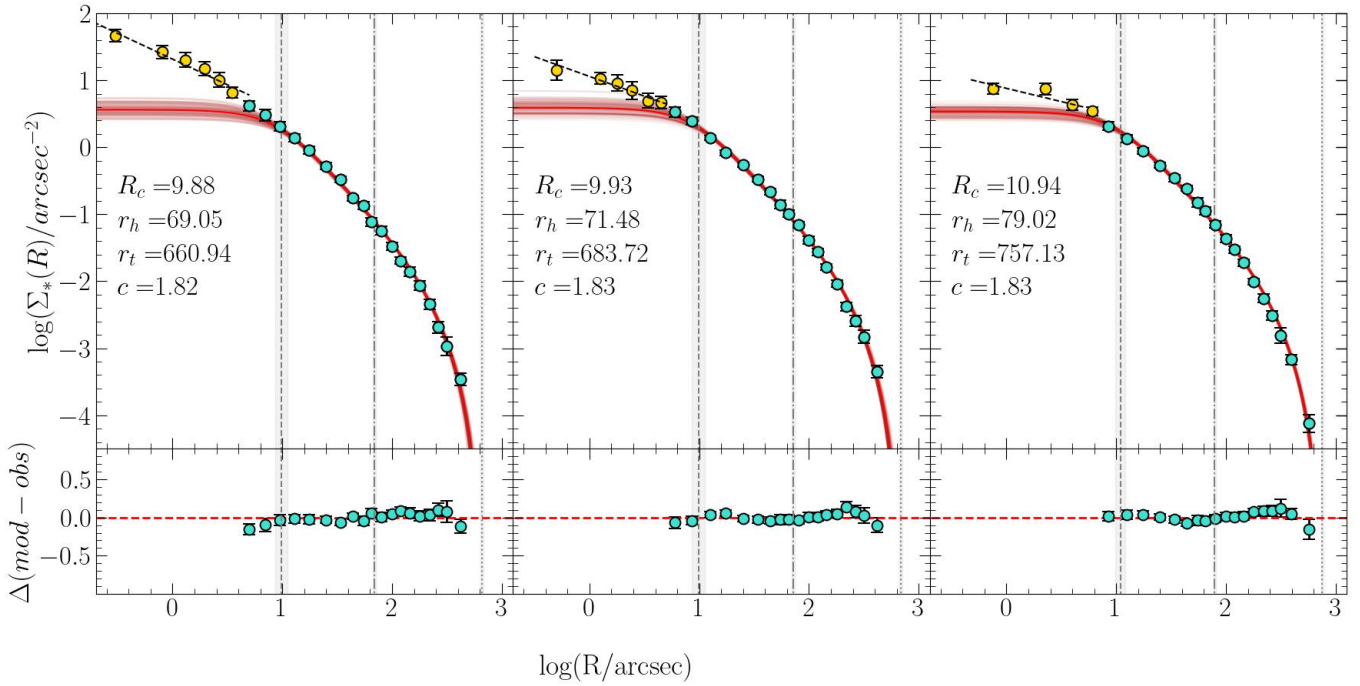 log(Σ_*(R)/arcsec^{−2})
2
1
0
−1
−2
−3
−4
R_c =9.88
r_h =69.05
r_t =660.94
c =1.82
R_c =9.93
r_h =71.48
r_t =683.72
c =1.83
R_c =10.94
r_h =79.02
r_t =757.13
c =1.83
Δ(mod − obs)
0.5
0.0
−0.5
0 1 2 3 0 1 2 3 0 1 2 3
log(R/arcsec)